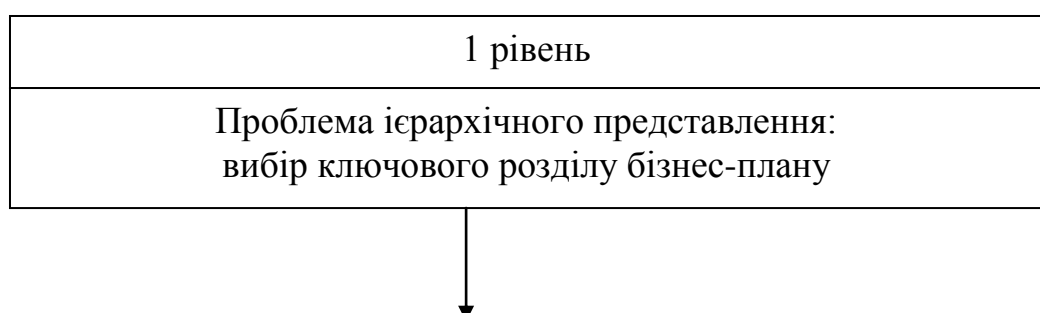 1 рівень
Проблема ієрархічного представлення:
вибір ключового розділу бізнес-плану